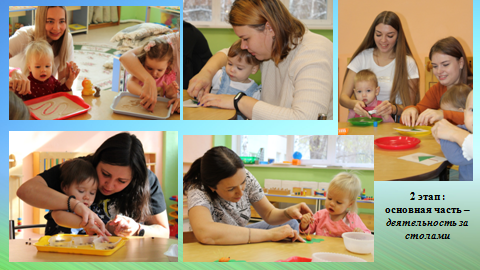 2 этап :
основная часть –
деятельность за
столами